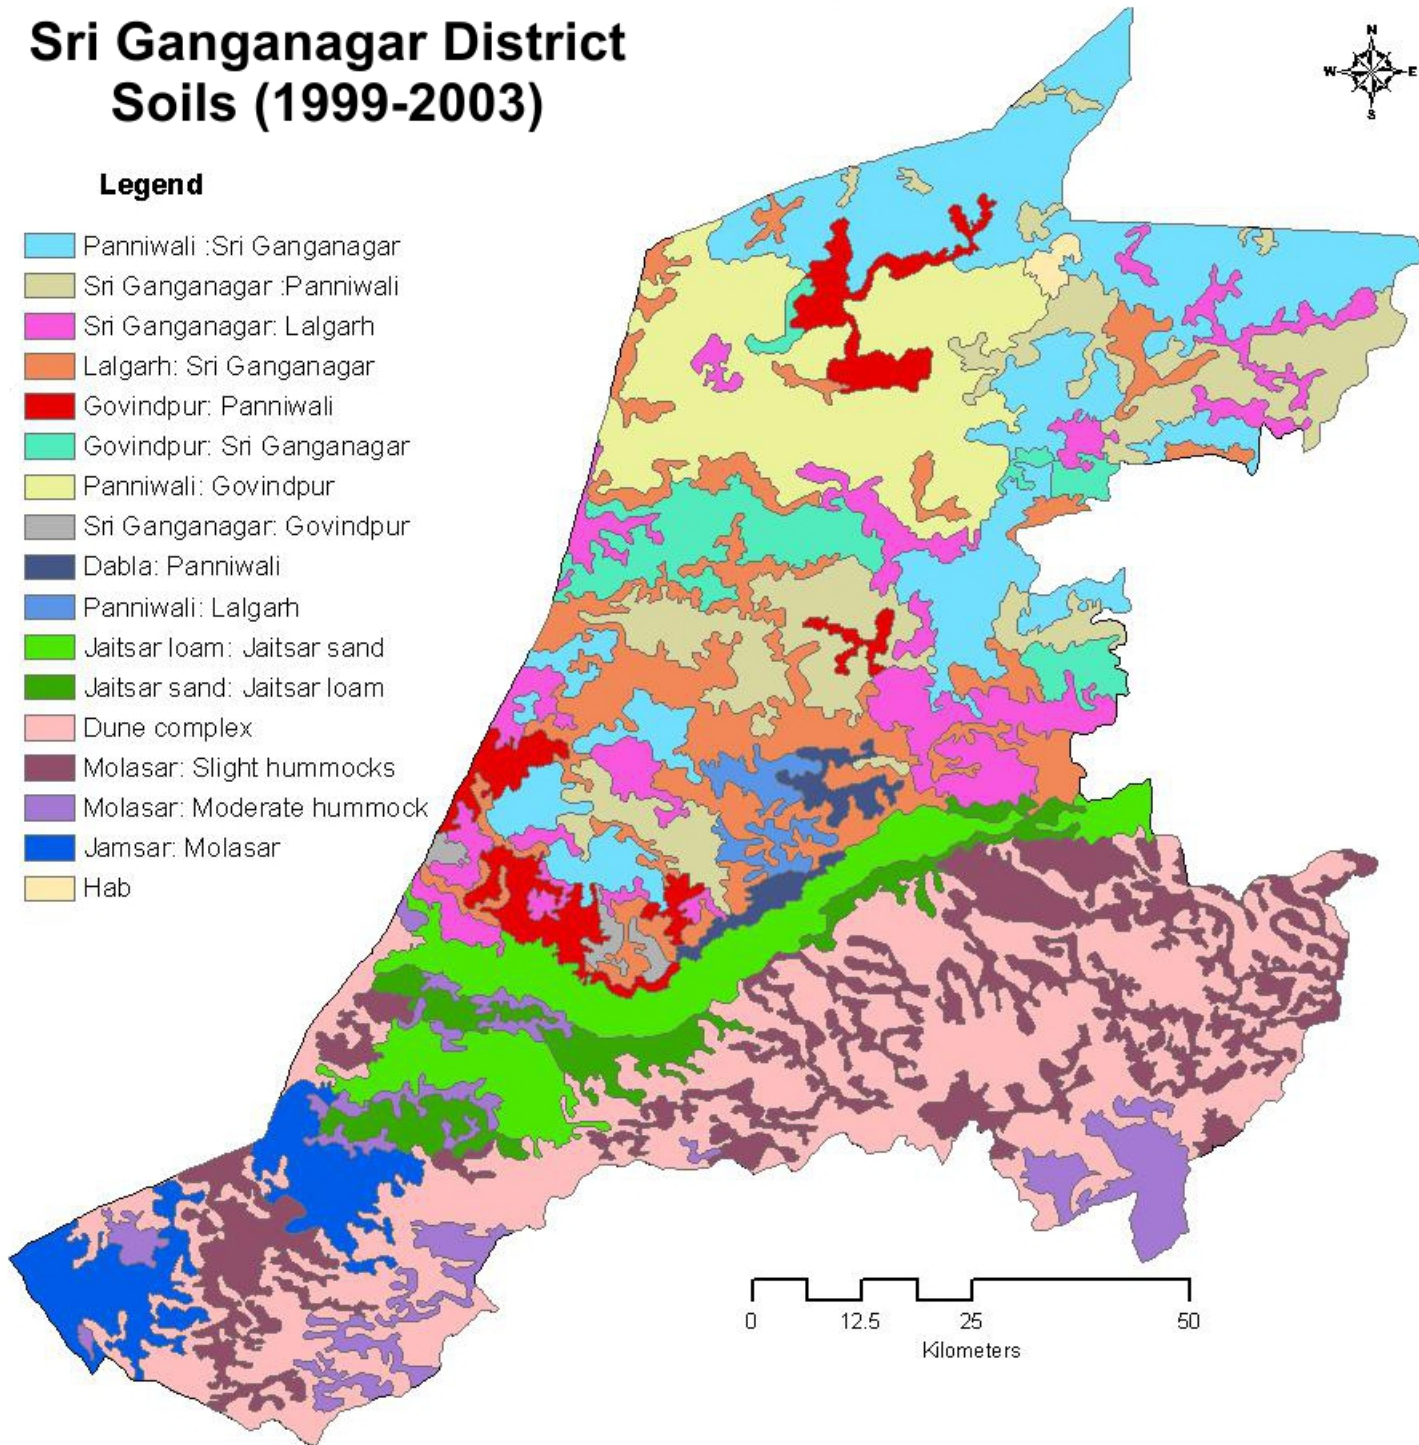 Sri Ganganagar District
Soils (1999-2003)
N
W E
S
Legend
Panniwali :Sri Ganganagar
Sri Ganganagar :Panniwali
Sri Ganganagar: Lalgarh
Lalgarh: Sri Ganganagar
Govindpur: Panniwali
Govindpur: Sri Ganganagar
Panniwali: Govindpur
Sri Ganganagar: Govindpur
Dabla: Panniwali
Panniwali: Lalgarh
Jaitsar loam: Jaitsar sand
Jaitsar sand: Jaitsar loam
Dune complex
Molasar: Slight hummocks
Molasar: Moderate hummock
Jamsar: Molasar
Hab
0 12.5 25 50
Kilometers